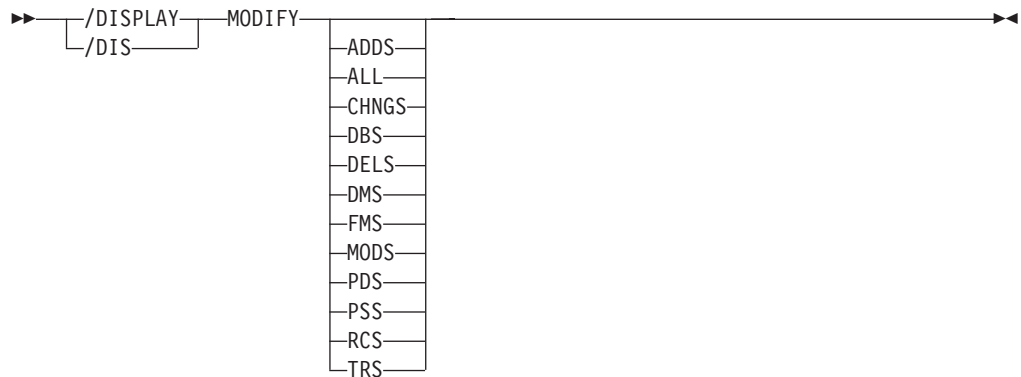 /DISPLAY MODIFY
/DIS
ADDS
ALL
CHNGS
DBS
DELS
DMS
FMS
MODS
PDS
PSS
RCS
TRS